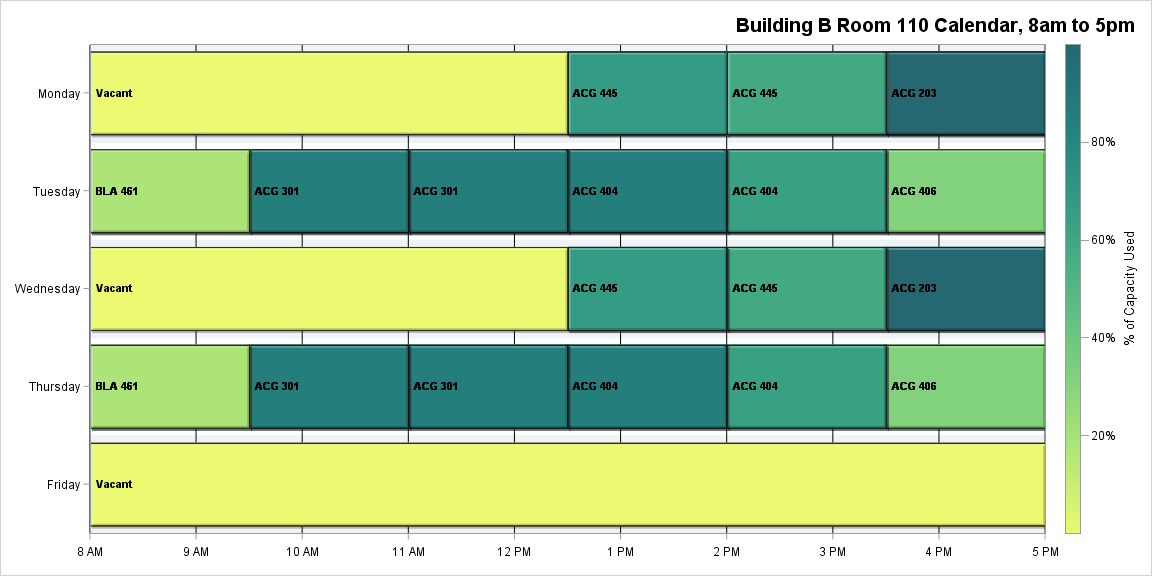 Building B Room 110 Calendar, 8am to 5pm
Monday
Vacant
ACG 445
ACG 445
ACG 203
Tuesday
BLA 461
ACG 301
ACG 301
ACG 404
ACG 404
ACG 406
Wednesday
Vacant
ACG 445
ACG 445
ACG 203
Thursday
BLA 461
ACG 301
ACG 301
ACG 404
ACG 404
ACG 406
Friday
Vacant
8 AM
9 AM
10 AM
11 AM
12 PM
1 PM
2 PM
3 PM
4 PM
5 PM
80%
60%
40%
20%
% of Capacity Used